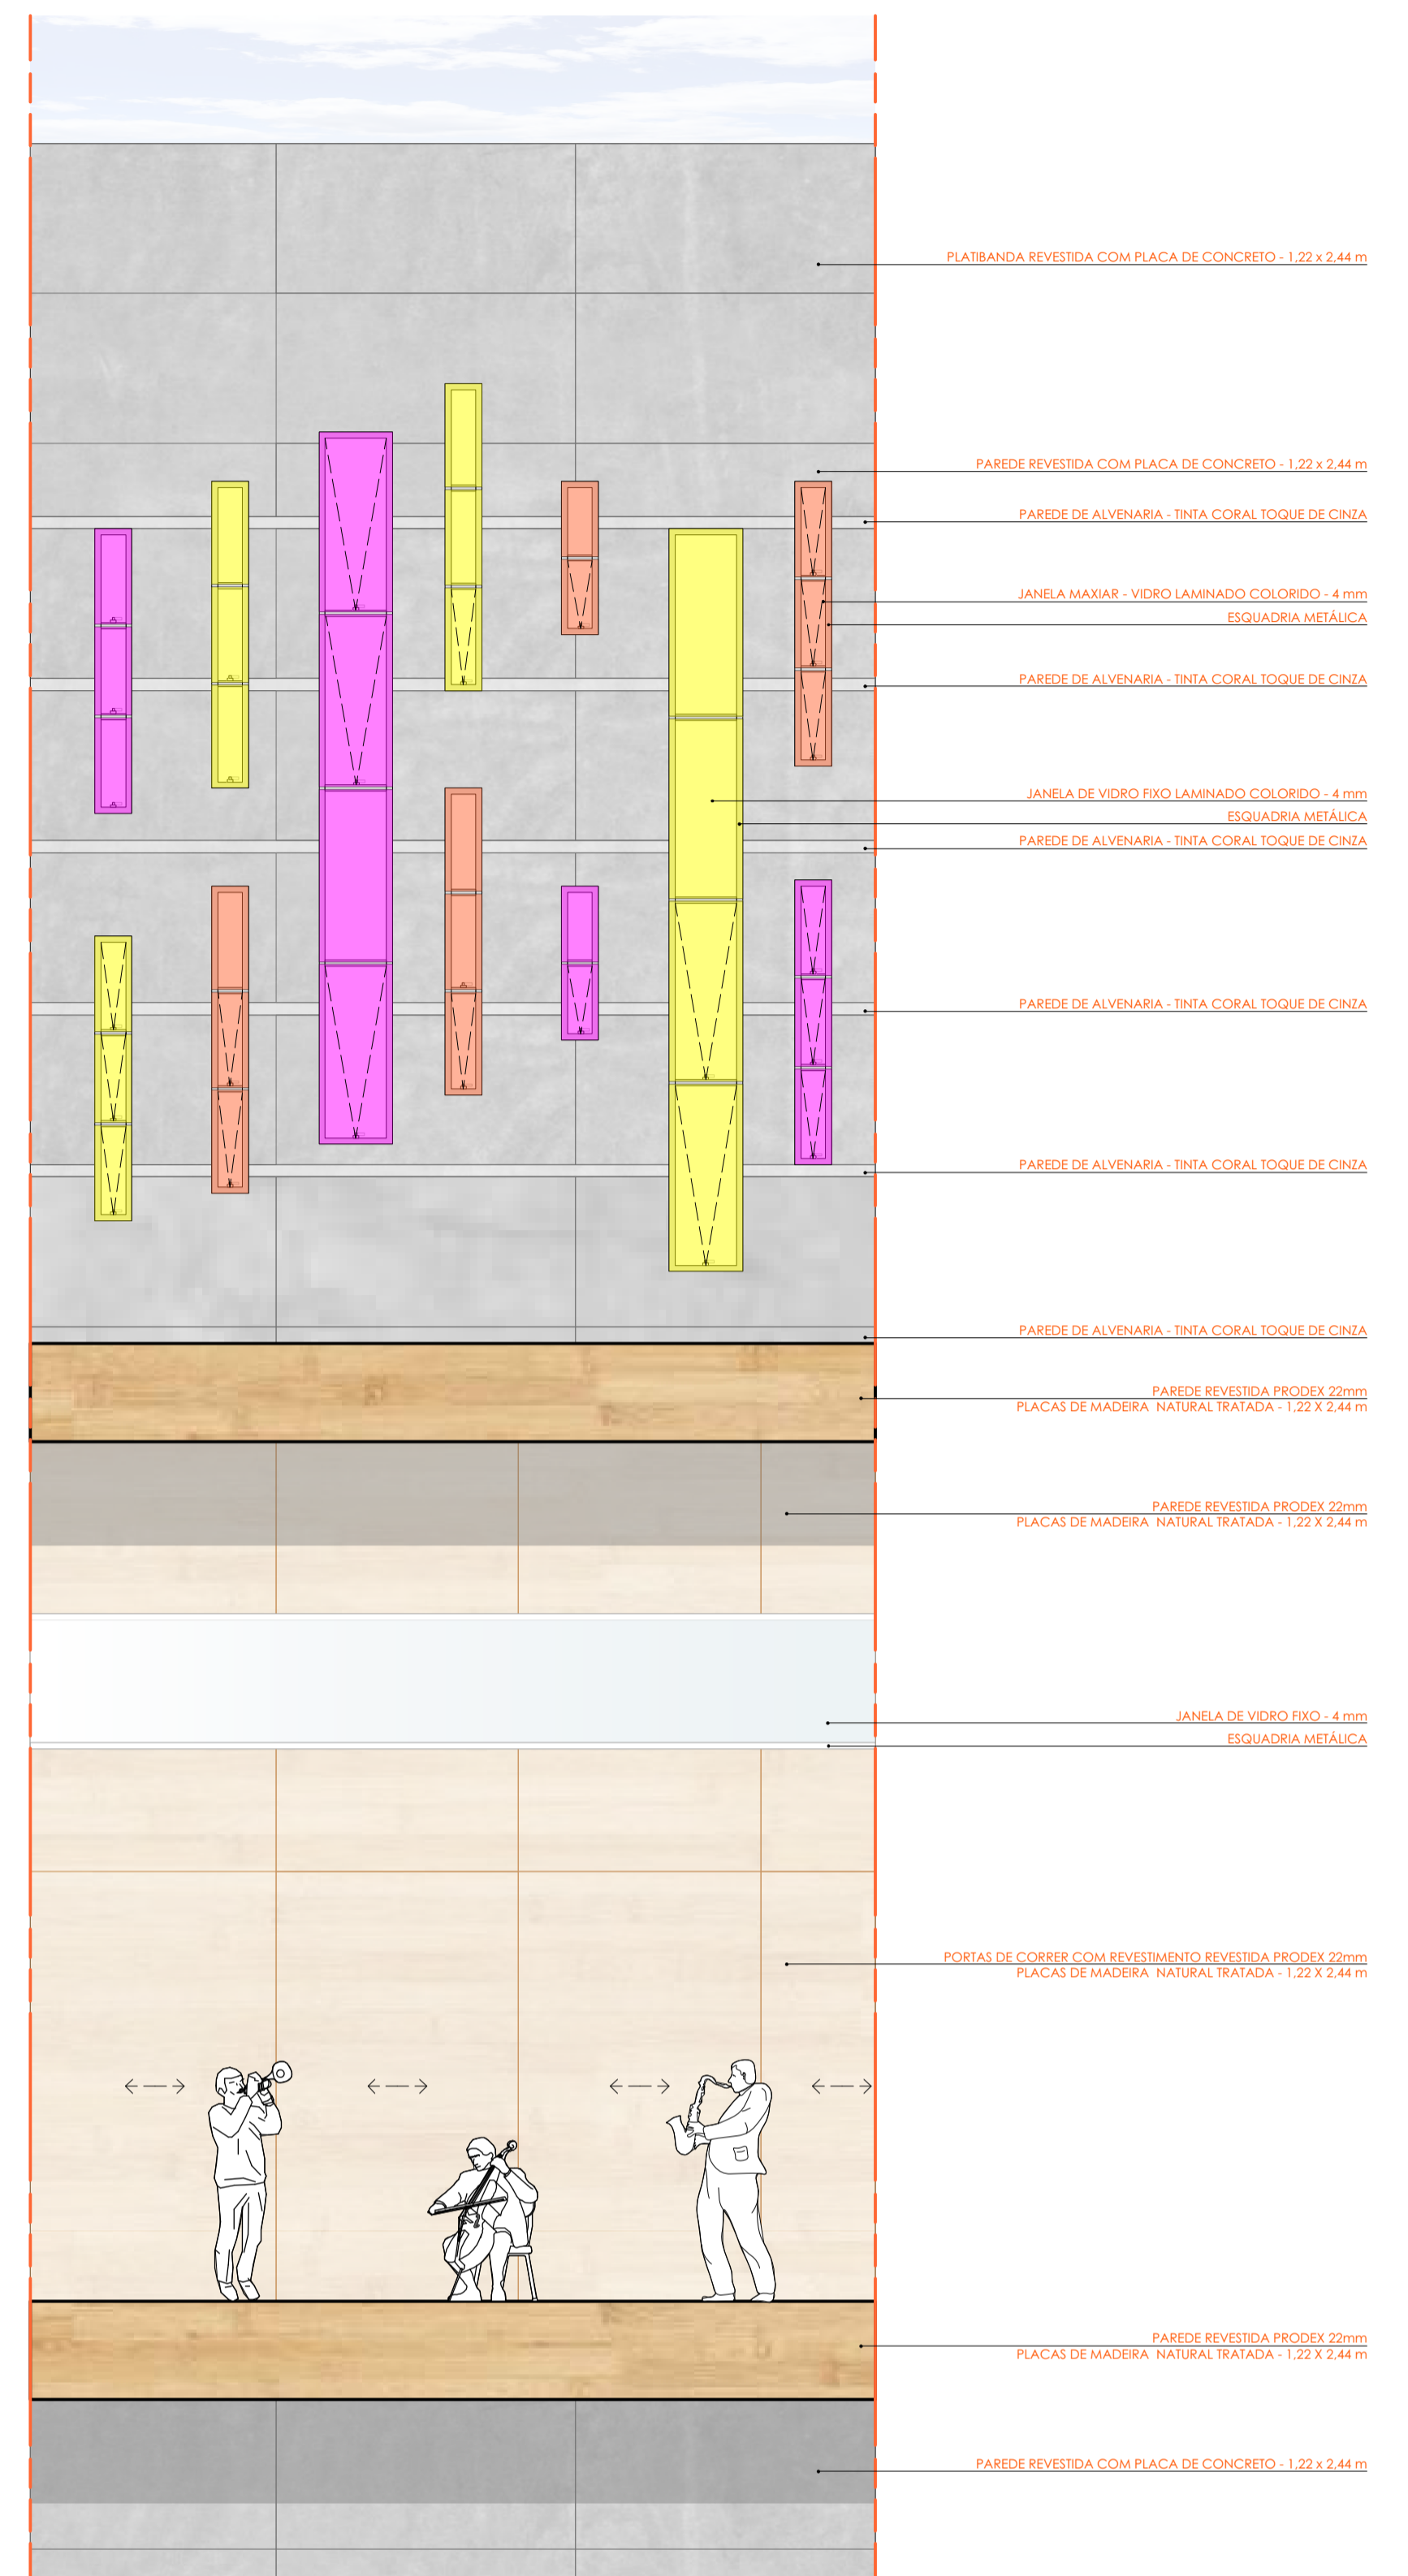 PLATIBANDA REVESTIDA COM PLACA DE CONCRETO - 1,22 x 2,44 m
PAREDE REVESTIDA COM PLACA DE CONCRETO - 1,22 x 2,44 m
PAREDE DE ALVENARIA - TINTA CORAL TOQUE DE CINZA
JANELA MAXIAR - VIDRO LAMINADO COLORIDO - 4 mm
ESQUADRIA METÁLICA
PAREDE DE ALVENARIA - TINTA CORAL TOQUE DE CINZA
JANELA DE VIDRO FIXO LAMINADO COLORIDO - 4 mm
ESQUADRIA METÁLICA
PAREDE DE ALVENARIA - TINTA CORAL TOQUE DE CINZA
PAREDE DE ALVENARIA - TINTA CORAL TOQUE DE CINZA
PAREDE DE ALVENARIA - TINTA CORAL TOQUE DE CINZA
PAREDE DE ALVENARIA - TINTA CORAL TOQUE DE CINZA
PAREDE REVESTIDA PRODEX 22mm
PLACAS DE MADEIRA NATURAL TRATADA - 1,22 X 2,44 m
PAREDE REVESTIDA PRODEX 22mm
PLACAS DE MADEIRA NATURAL TRATADA - 1,22 X 2,44 m
JANELA DE VIDRO FIXO - 4 mm
ESQUADRIA METÁLICA
PORTAS DE CORRER COM REVESTIMENTO REVESTIDA PRODEX 22mm
PLACAS DE MADEIRA NATURAL TRATADA - 1,22 X 2,44 m
PAREDE REVESTIDA PRODEX 22mm
PLACAS DE MADEIRA NATURAL TRATADA - 1,22 X 2,44 m
PAREDE REVESTIDA COM PLACA DE CONCRETO - 1,22 x 2,44 m